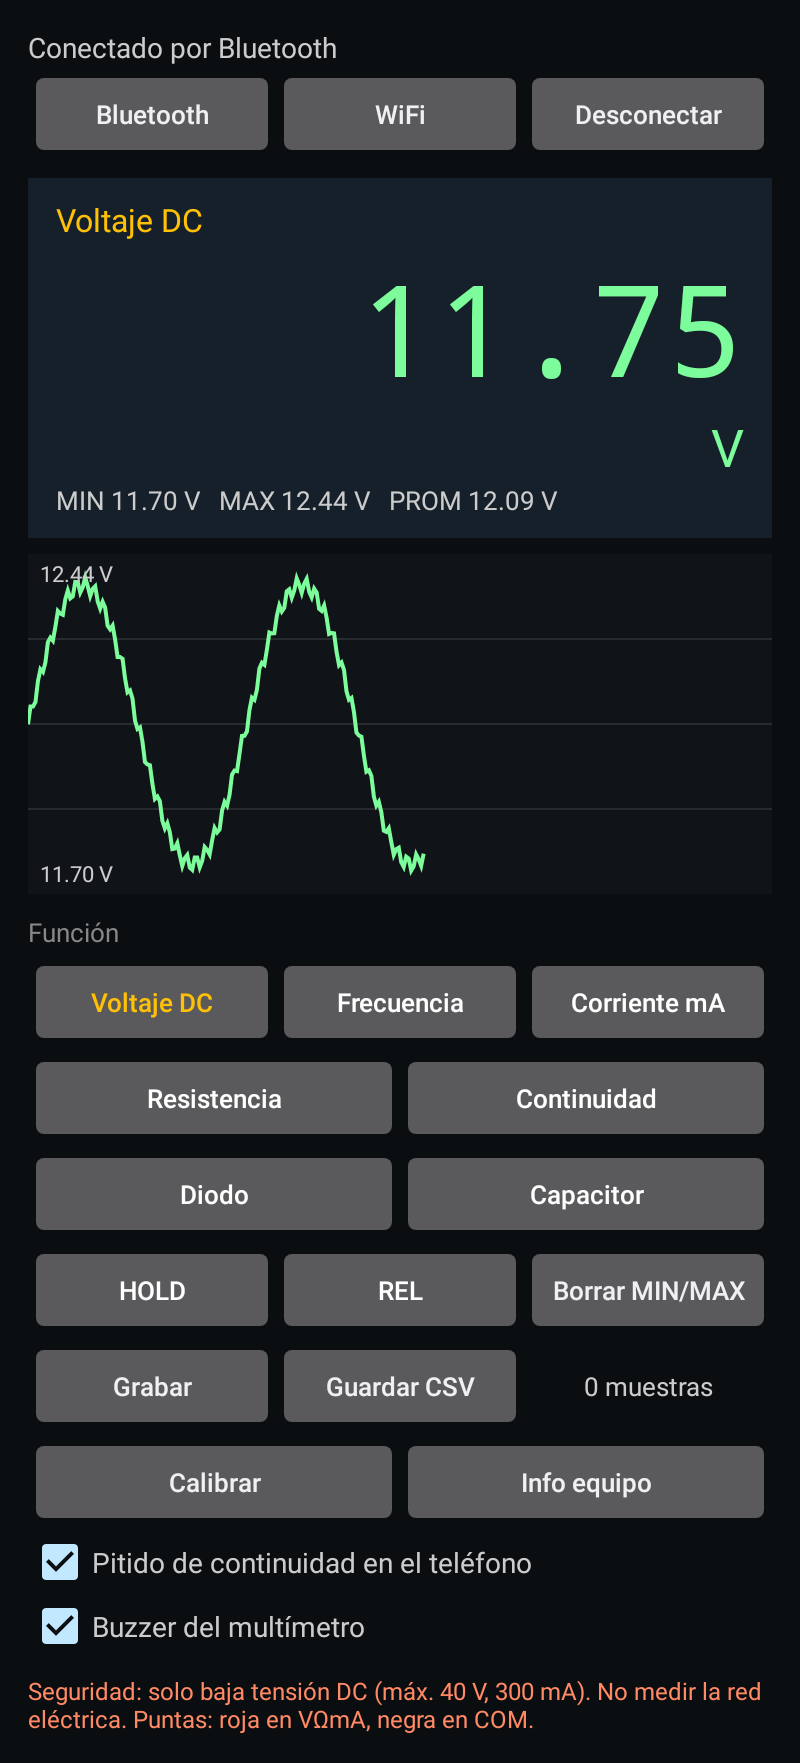 Conectado por Bluetooth
Bluetooth WiFi Desconectar
Voltaje DC
11.75
V
MIN 11.70 V MAX 12.44 V PROM 12.09 V
12.44 V
11.70 V
Función
Voltaje DC Frecuencia Corriente mA
Resistencia Continuidad
Diodo Capacitor
HOLD REL Borrar MIN/MAX
Grabar Guardar CSV 0 muestras
Calibrar Info equipo
Pitido de continuidad en el teléfono
Buzzer del multímetro
Seguridad: solo baja tensión DC (máx. 40 V, 300 mA). No medir la red
eléctrica. Puntas: roja en VΩmA, negra en COM.